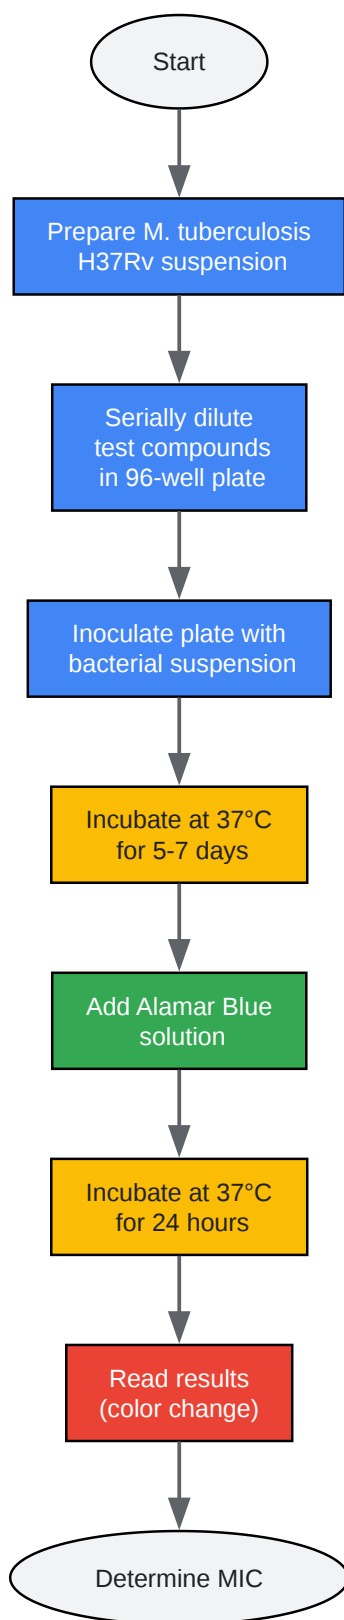 Start
Prepare M. tuberculosis
H37Rv suspension
Serially dilute
test compounds
in 96-well plate
Inoculate plate with
bacterial suspension
Incubate at 37°C
for 5-7 days
Add Alamar Blue
solution
Incubate at 37°C
for 24 hours
Read results
(color change)
Determine MIC